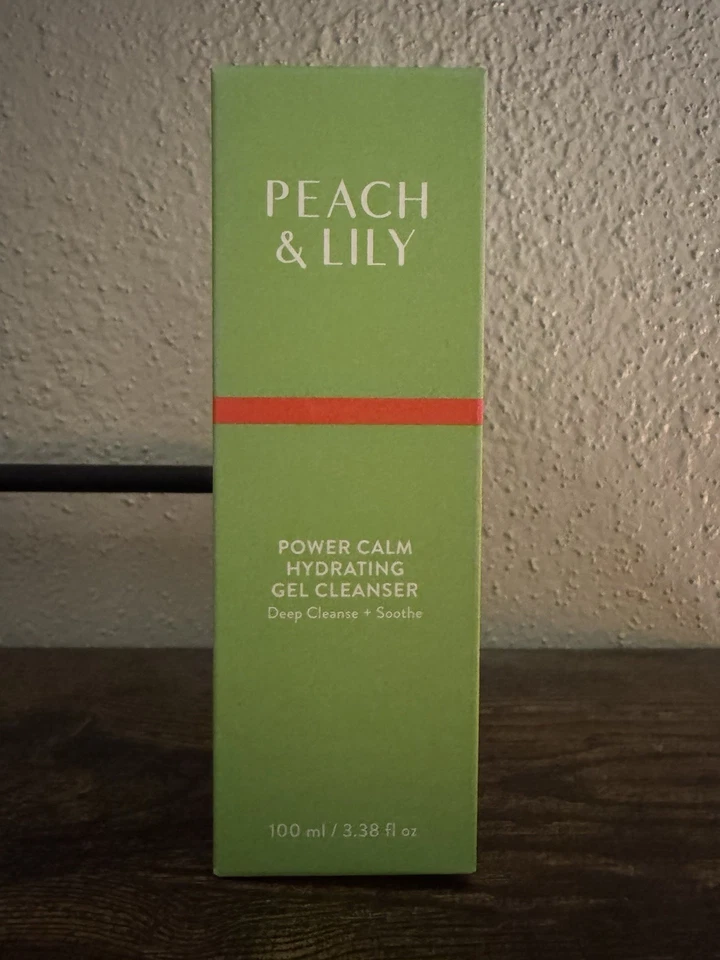 PEACH
& LILY
POWER CALM
HYDRATING
GEL CLEANSER
Deep Cleanse + Soothe
100 ml / 3.38 fl oz